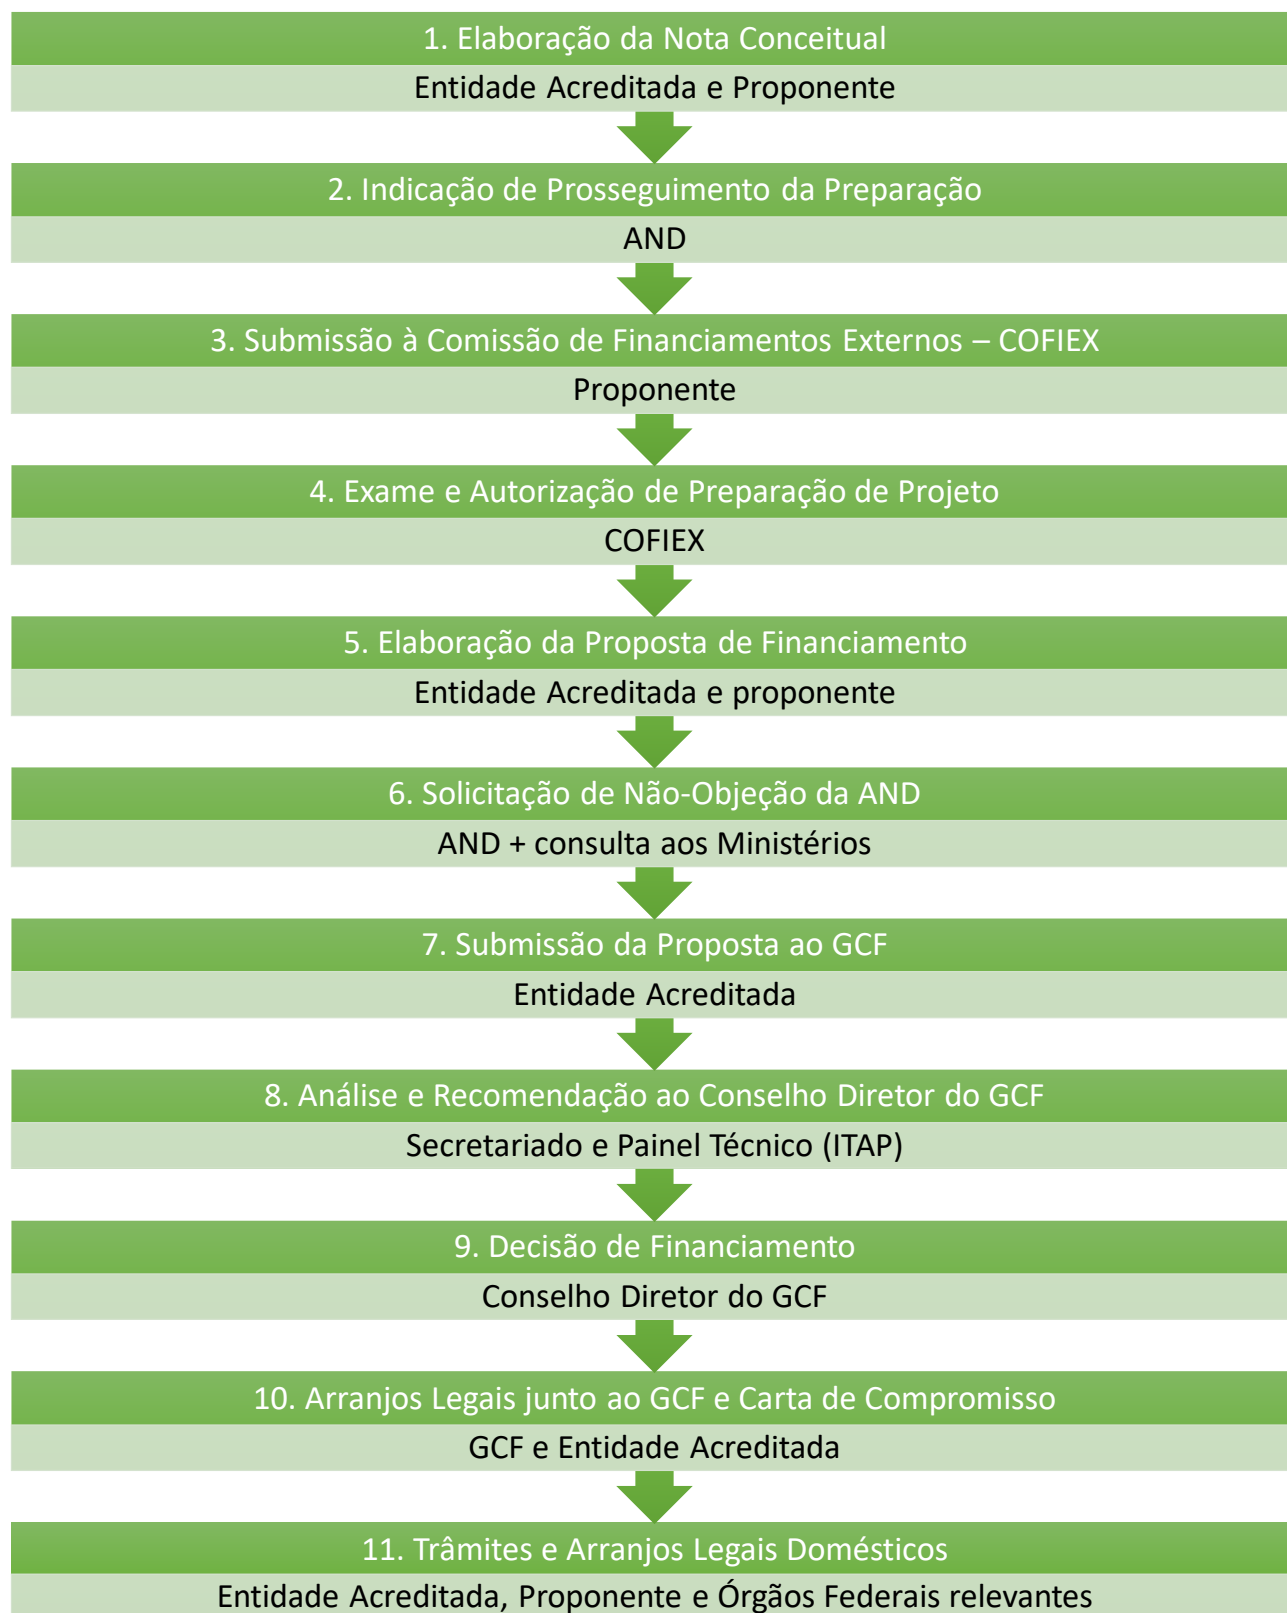 1. Elaboração da Nota Conceitual
Entidade Acreditada e Proponente
2. Indicação de Prosseguimento da Preparação
AND
3. Submissão à Comissão de Financiamentos Externos – COFIEX
Proponente
4. Exame e Autorização de Preparação de Projeto
COFIEX
5. Elaboração da Proposta de Financiamento
Entidade Acreditada e proponente
6. Solicitação de Não-Objeção da AND
AND + consulta aos Ministérios
7. Submissão da Proposta ao GCF
Entidade Acreditada
8. Análise e Recomendação ao Conselho Diretor do GCF
Secretariado e Painel Técnico (ITAP)
9. Decisão de Financiamento
Conselho Diretor do GCF
10. Arranjos Legais junto ao GCF e Carta de Compromisso
GCF e Entidade Acreditada
11. Trâmites e Arranjos Legais Domésticos
Entidade Acreditada, Proponente e Órgãos Federais relevantes